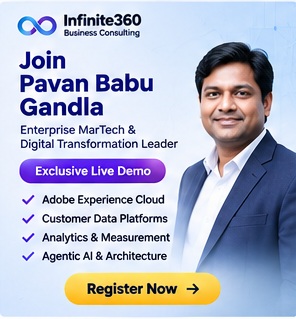 Infinite360
Business Consulting
Join
Pavan Babu
Gandla
Enterprise MarTech &
Digital Transformation Leader
Exclusive Live Demo
Adobe Experience Cloud
Customer Data Platforms
Analytics & Measurement
Agentic AI & Architecture
Register Now →